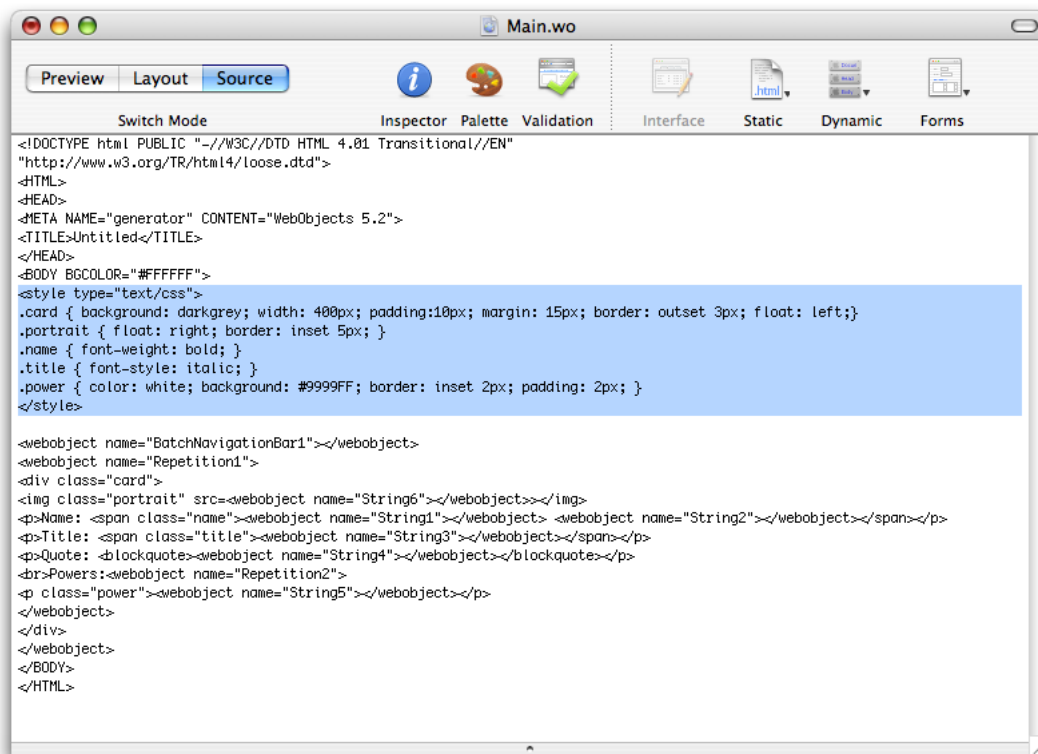 Main.wo
Preview Layout Source
Switch Mode Inspector Palette Validation Interface .html Static Dynamic Forms
<!DOCTYPE html PUBLIC "-//W3C//DTD HTML 4.01 Transitional//EN"
"http://www.w3.org/TR/html4/loose.dtd">
<HTML>
<HEAD>
<META NAME="generator" CONTENT="WebObjects 5.2">
<TITLE>Untitled</TITLE>
</HEAD>
<BODY BGCOLOR="#FFFFFF">
<style type="text/css">
.card { background: darkgrey; width: 400px; padding:10px; margin: 15px; border: outset 3px; float: left;}
.portrait { float: right; border: inset 5px; }
.name { font-weight: bold; }
.title { font-style: italic; }
.power { color: white; background: #9999FF; border: inset 2px; padding: 2px; }
</style>
<webobject name="BatchNavigationBar1"></webobject>
<webobject name="Repetition1">
<div class="card">
<img class="portrait" src=<webobject name="String6"></webobject>></img>
<p>Name: <span class="name"><webobject name="String1"></webobject> <webobject name="String2"></webobject></span></p>
<p>Title: <span class="title"><webobject name="String3"></webobject></span></p>
<p>Quote: <blockquote><webobject name="String4"></webobject></blockquote></p>
<br>Powers:<webobject name="Repetition2">
<p class="power"><webobject name="String5"></webobject></p>
</webobject>
</div>
</webobject>
</BODY>
</HTML>